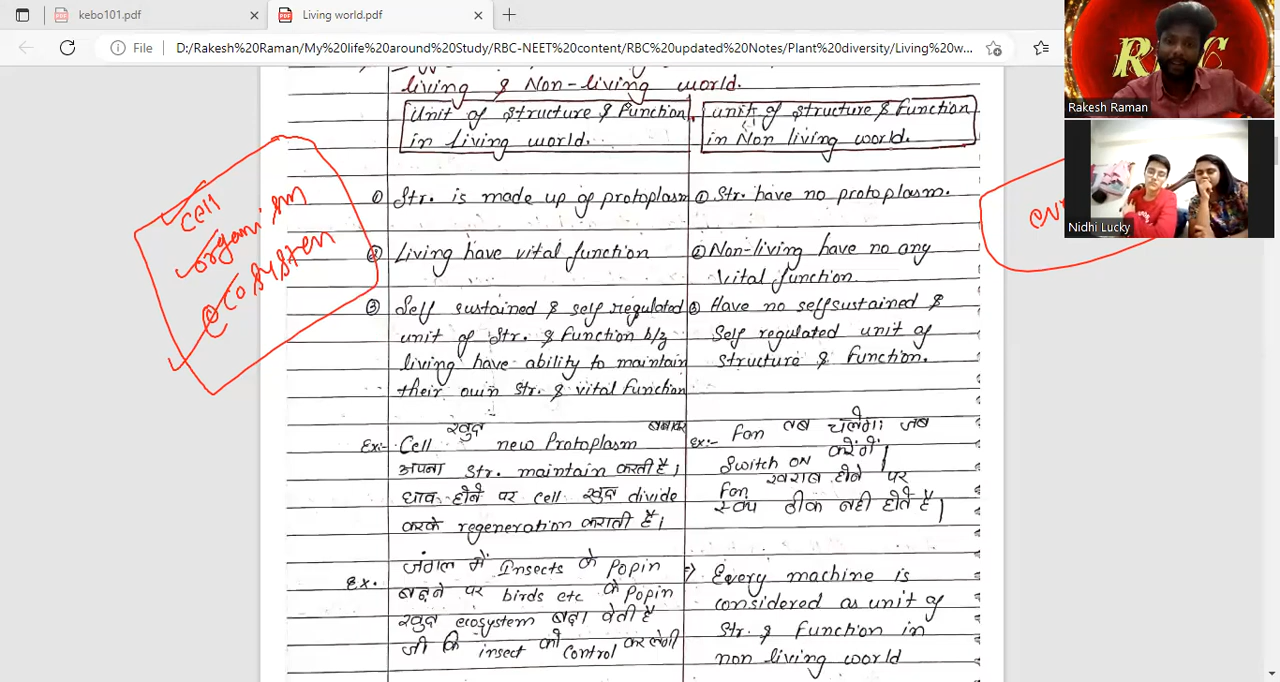 kebo101.pdf
Living world.pdf
File
D:/Rakesh%20Raman/My%20life%20around%20Study/RBC-NEET%20content/RBC%20updated%20Notes/Plant%20diversity/Living%20w...
RBC
Rakesh Raman
Nidhi Lucky
living & Non-living world.
Unit of Structure & Function
in Living world.
unit of structure & Function
in Non living world.
① Str. is made up of protoplasm
① Str. have no protoplasm.
② Living have vital function
② Non-living have no any
vital function.
③ Self sustained & self regulated
unit of Str. & Function b/z
living have ability to maintain
their own str. & vital function
③ Have no selfsustained &
Self regulated unit of
structure & function.
Ex:- Cell खुद new Protoplasm बनाकर
अपना Str. maintain करती है।
घाव होने पर cell खुद divide
करके regeneration कराती है।
Ex:- Fan तब चलेगा जब
Switch ON करेंगे।
Fan खराब होने पर
स्वयं ठीक नही होते है।
Ex. जंगल में Insects के Popin
बढ़ने पर birds etc के Popin
खुद ecosystem बढ़ा देती है
जो कि insect को control कर लेगी
⇒ Every machine is
considered as unit of
Str. & function in
non living world
cell
organism
ecosystem